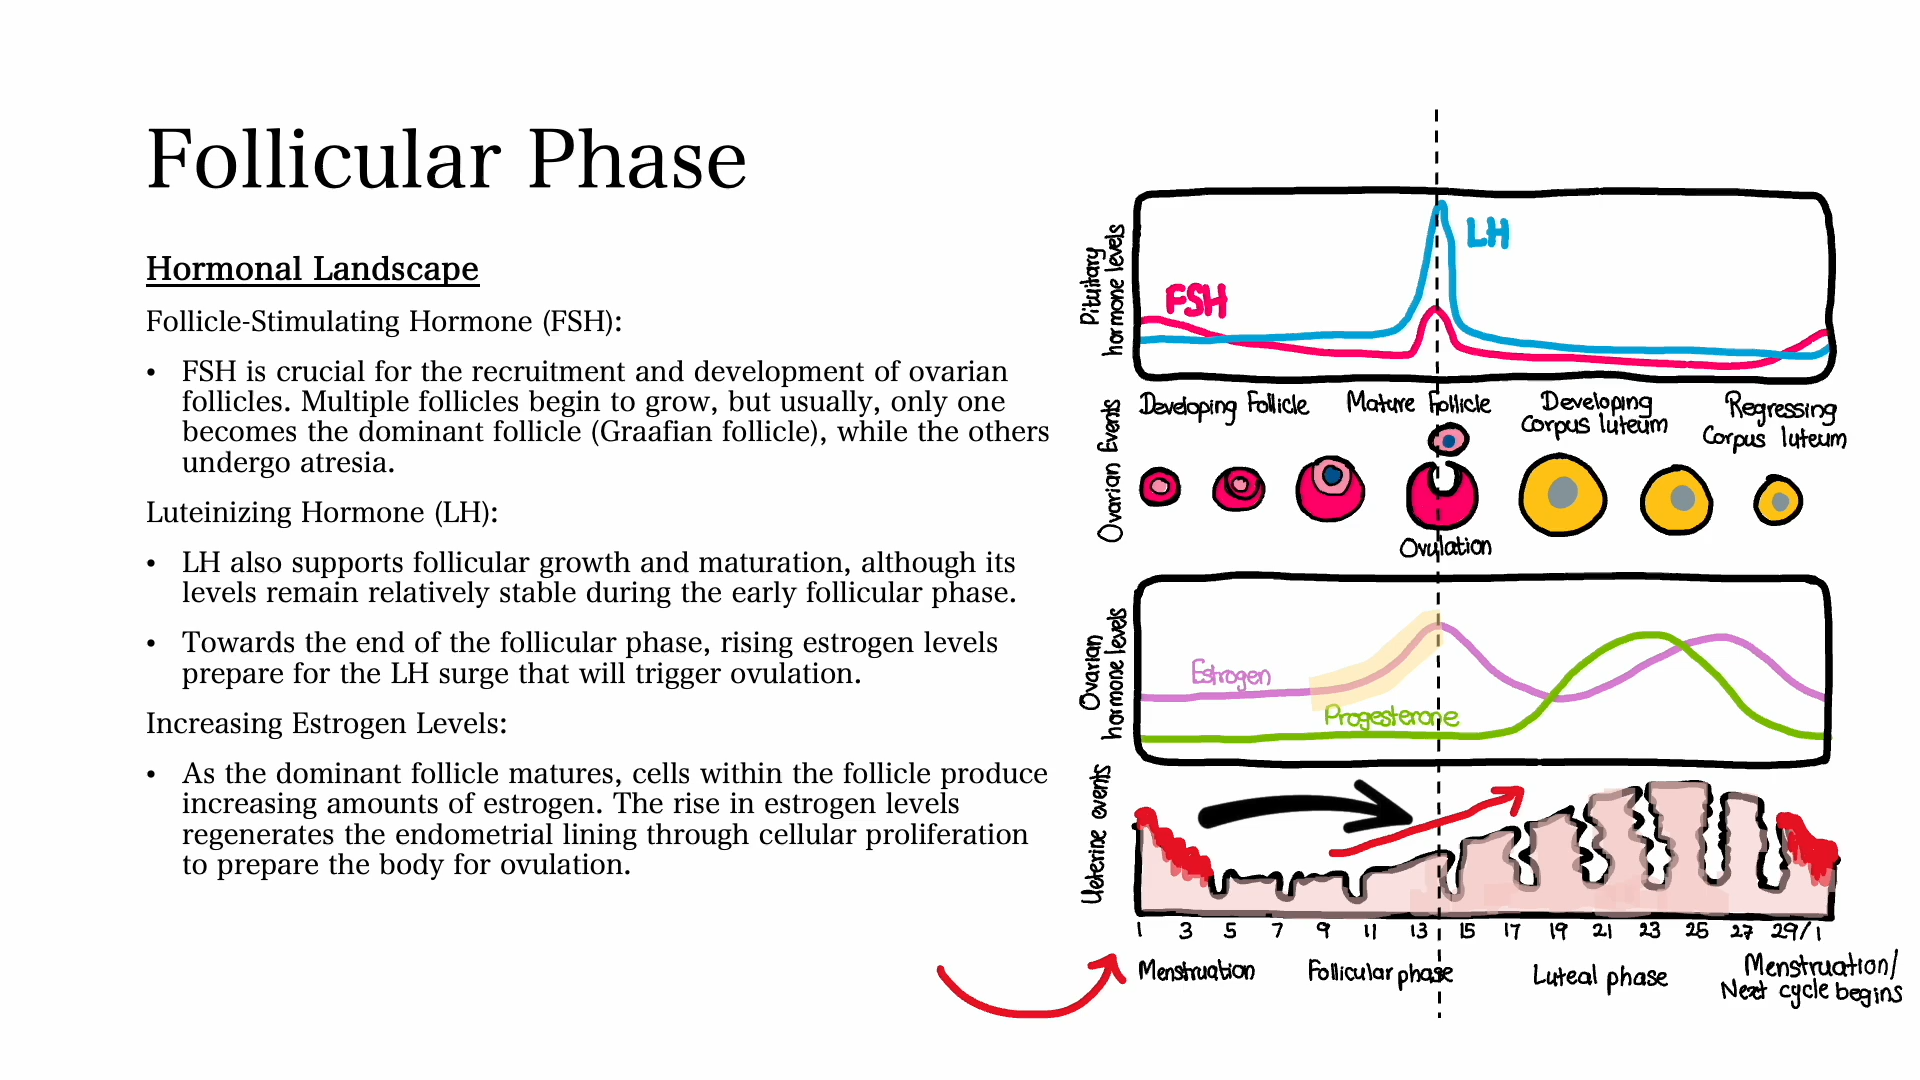 Follicular Phase
Hormonal Landscape
Follicle-Stimulating Hormone (FSH):
• FSH is crucial for the recruitment and development of ovarian
follicles. Multiple follicles begin to grow, but usually, only one
becomes the dominant follicle (Graafian follicle), while the others
undergo atresia.
Luteinizing Hormone (LH):
• LH also supports follicular growth and maturation, although its
levels remain relatively stable during the early follicular phase.
• Towards the end of the follicular phase, rising estrogen levels
prepare for the LH surge that will trigger ovulation.
Increasing Estrogen Levels:
• As the dominant follicle matures, cells within the follicle produce
increasing amounts of estrogen. The rise in estrogen levels
regenerates the endometrial lining through cellular proliferation
to prepare the body for ovulation.
Pituitary
hormone levels
LH
FSH
Ovarian Events
Developing Follicle
Mature Follicle
Developing
Corpus luteum
Regressing
Corpus luteum
Ovulation
Ovarian
hormone levels
Estrogen
Progesterone
Ueterine events
1 3 5 7 9 11 13 15 17 19 21 23 25 27 29/1
Menstruation
Follicular phase
Luteal phase
Menstruation/
Next cycle begins